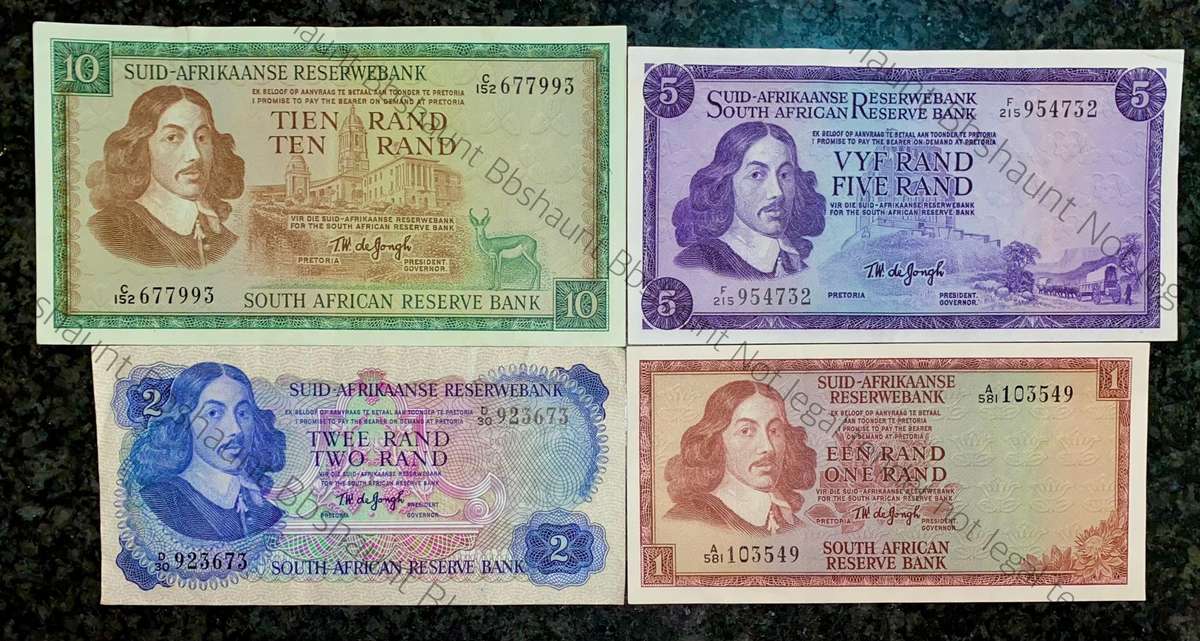 10
SUID-AFRIKAANSE RESERWEBANK
C/152 677993
EK BELOOF OP AANVRAAG TE BETAAL AAN TOONDER TE PRETORIA
I PROMISE TO PAY THE BEARER ON DEMAND AT PRETORIA
TIEN RAND
TEN RAND
VIR DIE SUID-AFRIKAANSE RESERWEBANK
FOR THE SOUTH AFRICAN RESERVE BANK
T.W. de Jongh
PRETORIA PRESIDENT.
GOVERNOR.
C/152 677993
SOUTH AFRICAN RESERVE BANK
10
5
SUID-AFRIKAANSE RESERWEBANK
SOUTH AFRICAN RESERVE BANK
F/215 954732
5
EK BELOOF OP AANVRAAG TE BETAAL AAN TOONDER TE PRETORIA
I PROMISE TO PAY THE BEARER ON DEMAND AT PRETORIA
VYF RAND
FIVE RAND
VIR DIE SUID-AFRIKAANSE RESERWEBANK
FOR THE SOUTH AFRICAN RESERVE BANK
T.W. de Jongh
5
F/215 954732
PRETORIA
PRESIDENT.
GOVERNOR.
2
SUID-AFRIKAANSE RESERWEBANK
EK BELOOF OP AANVRAAG TE BETAAL AAN TOONDER TE PRETORIA
I PROMISE TO PAY THE BEARER ON DEMAND AT PRETORIA
D/30 923673
TWEE RAND
TWO RAND
VIR DIE SUID-AFRIKAANSE RESERWEBANK
FOR THE SOUTH AFRICAN RESERVE BANK
T.W. de Jongh
PRETORIA
PRESIDENT
GOVERNOR.
D/30 923673
2
SOUTH AFRICAN RESERVE BANK
SUID-AFRIKAANSE
RESERWEBANK
A/581 103549
1
EK BELOOF OP AANVRAAG TE BETAAL
AAN TOONDER TE PRETORIA
I PROMISE TO PAY THE BEARER
ON DEMAND AT PRETORIA
EEN RAND
ONE RAND
VIR DIE SUID-AFRIKAANSE RESERWEBANK
FOR THE SOUTH AFRICAN RESERVE BANK
T.W. de Jongh
PRETORIA
PRESIDENT.
GOVERNOR.
A/581 103549
1
SOUTH AFRICAN
RESERVE BANK
Bbshaunt Not legal